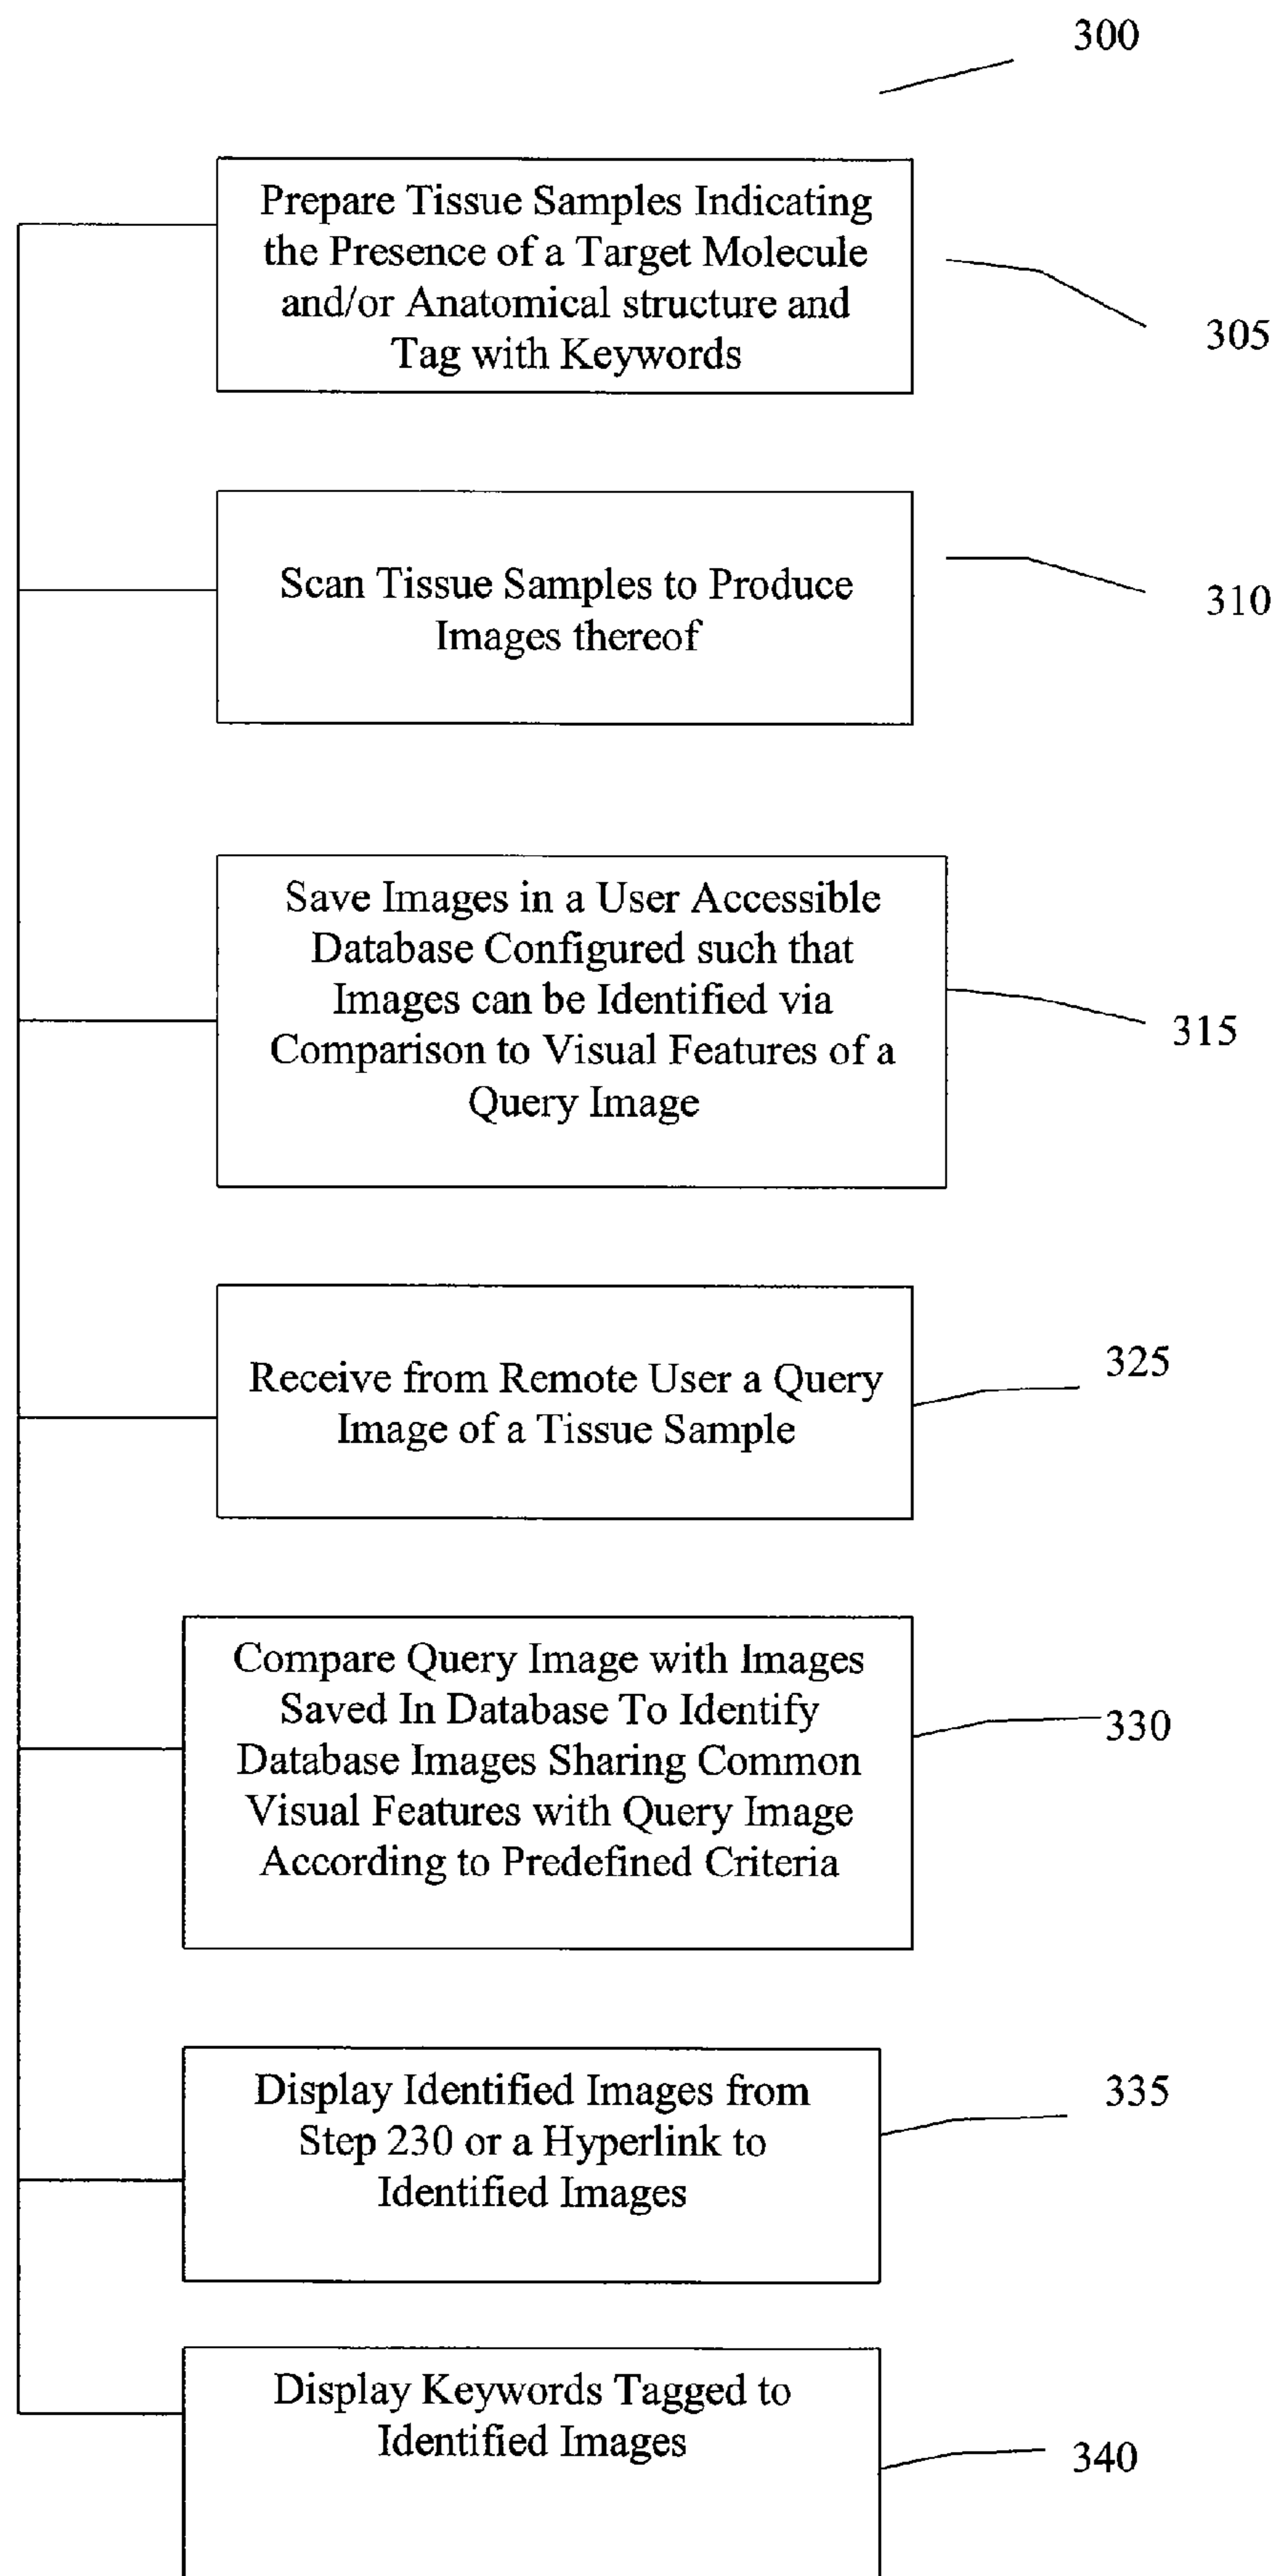 300
Prepare Tissue Samples Indicating
the Presence of a Target Molecule
and/or Anatomical structure and
Tag with Keywords
305
Scan Tissue Samples to Produce
Images thereof
310
Save Images in a User Accessible
Database Configured such that
Images can be Identified via
Comparison to Visual Features of a
Query Image
315
Receive from Remote User a Query
Image of a Tissue Sample
325
Compare Query Image with Images
Saved In Database To Identify
Database Images Sharing Common
Visual Features with Query Image
According to Predefined Criteria
330
Display Identified Images from
Step 230 or a Hyperlink to
Identified Images
335
Display Keywords Tagged to
Identified Images
340